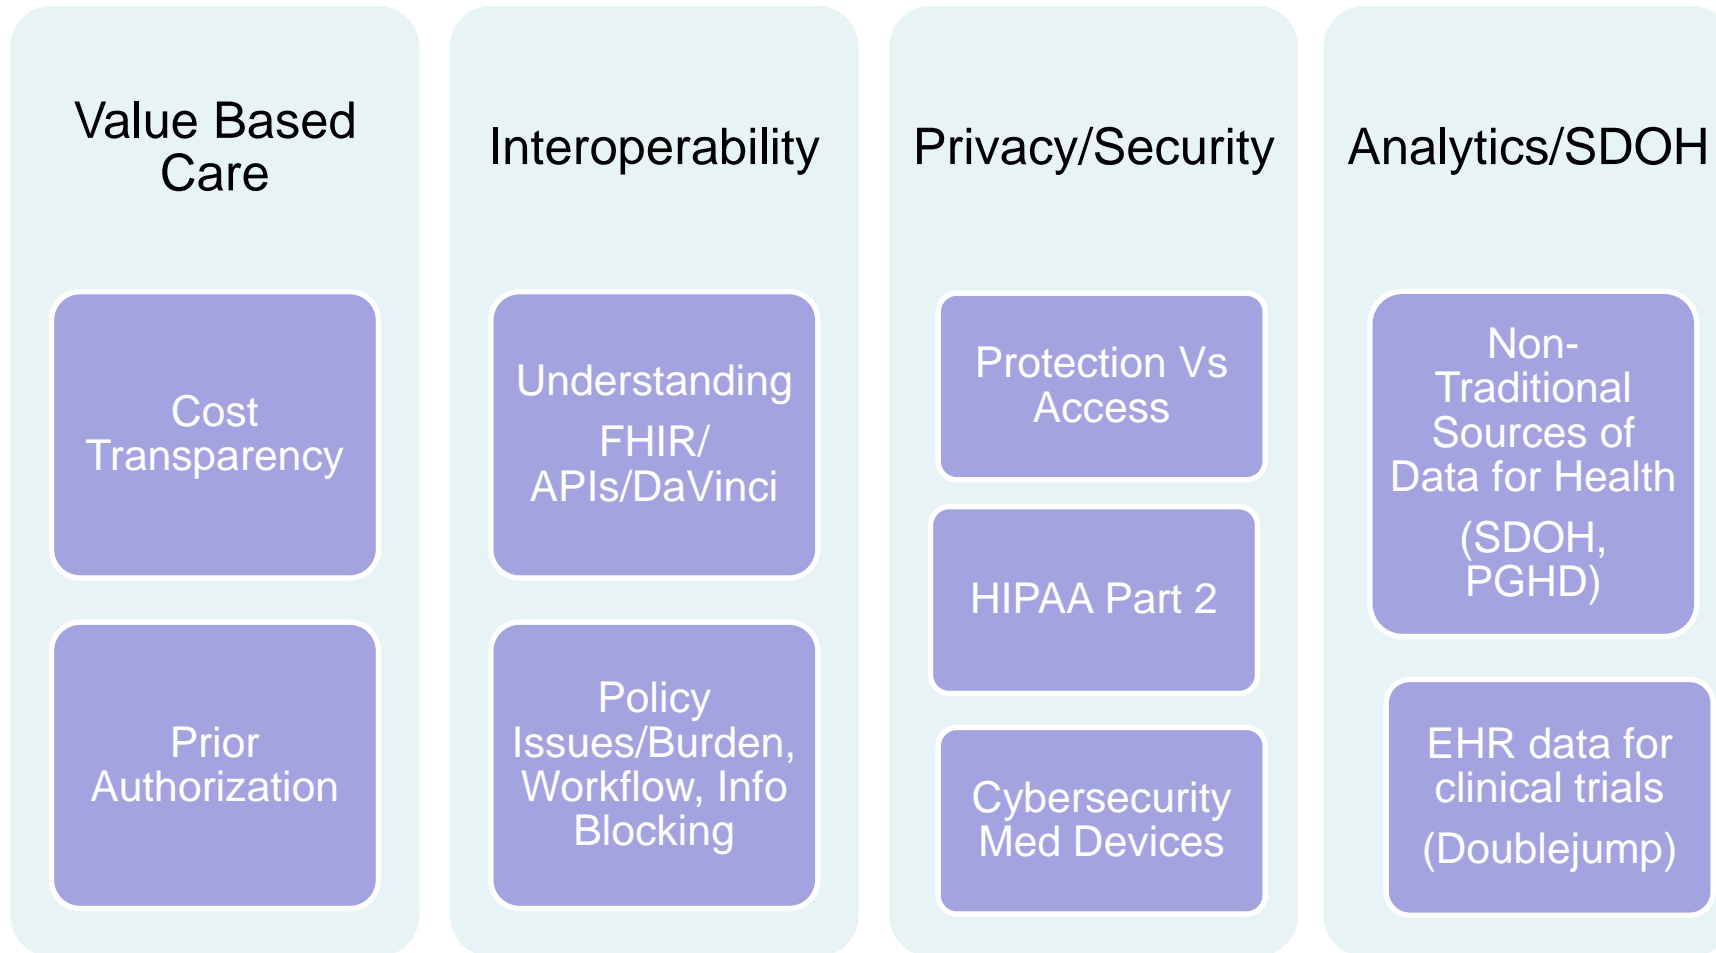 Value Based
Care
Cost
Transparency
Prior
Authorization
Interoperability
Understanding
FHIR/
APIs/DaVinci
Policy
Issues/Burden,
Workflow, Info
Blocking
Privacy/Security
Protection Vs
Access
HIPAA Part 2
Cybersecurity
Med Devices
Analytics/SDOH
Non-
Traditional
Sources of
Data for Health
(SDOH,
PGHD)
EHR data for
clinical trials
(Doublejump)